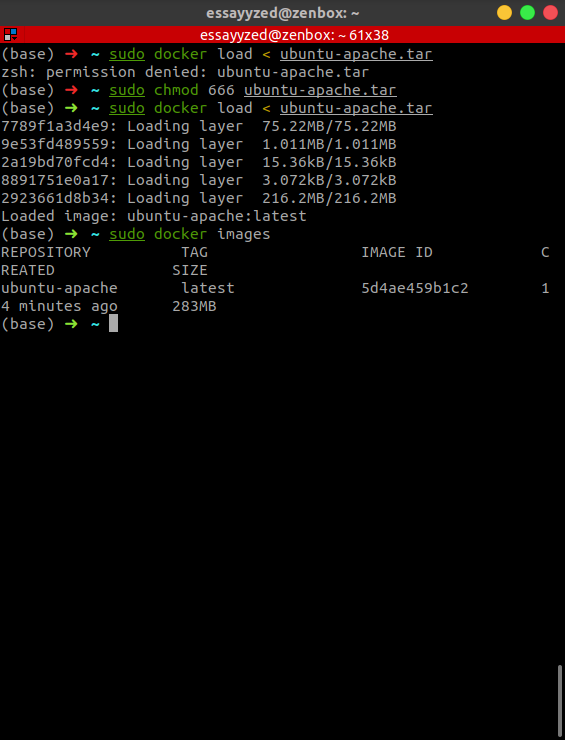 essayyzed@zenbox: ~
essayyzed@zenbox: ~ 61x38
(base) ➜ ~ sudo docker load < ubuntu-apache.tar
zsh: permission denied: ubuntu-apache.tar
(base) ➜ ~ sudo chmod 666 ubuntu-apache.tar
(base) ➜ ~ sudo docker load < ubuntu-apache.tar
7789f1a3d4e9: Loading layer 75.22MB/75.22MB
9e53fd489559: Loading layer 1.011MB/1.011MB
2a19bd70fcd4: Loading layer 15.36kB/15.36kB
8891751e0a17: Loading layer 3.072kB/3.072kB
2923661d8b34: Loading layer 216.2MB/216.2MB
Loaded image: ubuntu-apache:latest
(base) ➜ ~ sudo docker images
REPOSITORY TAG IMAGE ID C
REATED SIZE
ubuntu-apache latest 5d4ae459b1c2 1
4 minutes ago 283MB
(base) ➜ ~